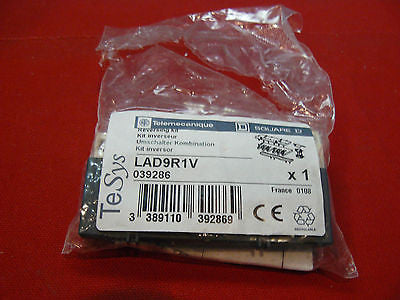 Telemecanique SQUARE D
Reversing kit
Kit inverseur
Umschalter Kombination
Kit inversor
LAD9R1V
039286 x 1
France 0108
TeSys
3 389110 392869 CE
RECYCLABLE